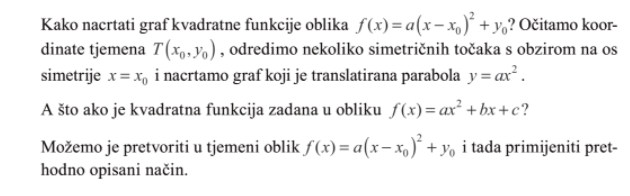 Kako nacrtati graf kvadratne funkcije oblika f(x) = a(x − x₀)² + y₀? Očitamo koor-
dinate tjemena T(x₀, y₀), odredimo nekoliko simetričnih točaka s obzirom na os
simetrije x = x₀ i nacrtamo graf koji je translatirana parabola y = ax².
A što ako je kvadratna funkcija zadana u obliku f(x) = ax² + bx + c?
Možemo je pretvoriti u tjemeni oblik f(x) = a(x − x₀)² + y₀ i tada primijeniti pret-
hodno opisani način.